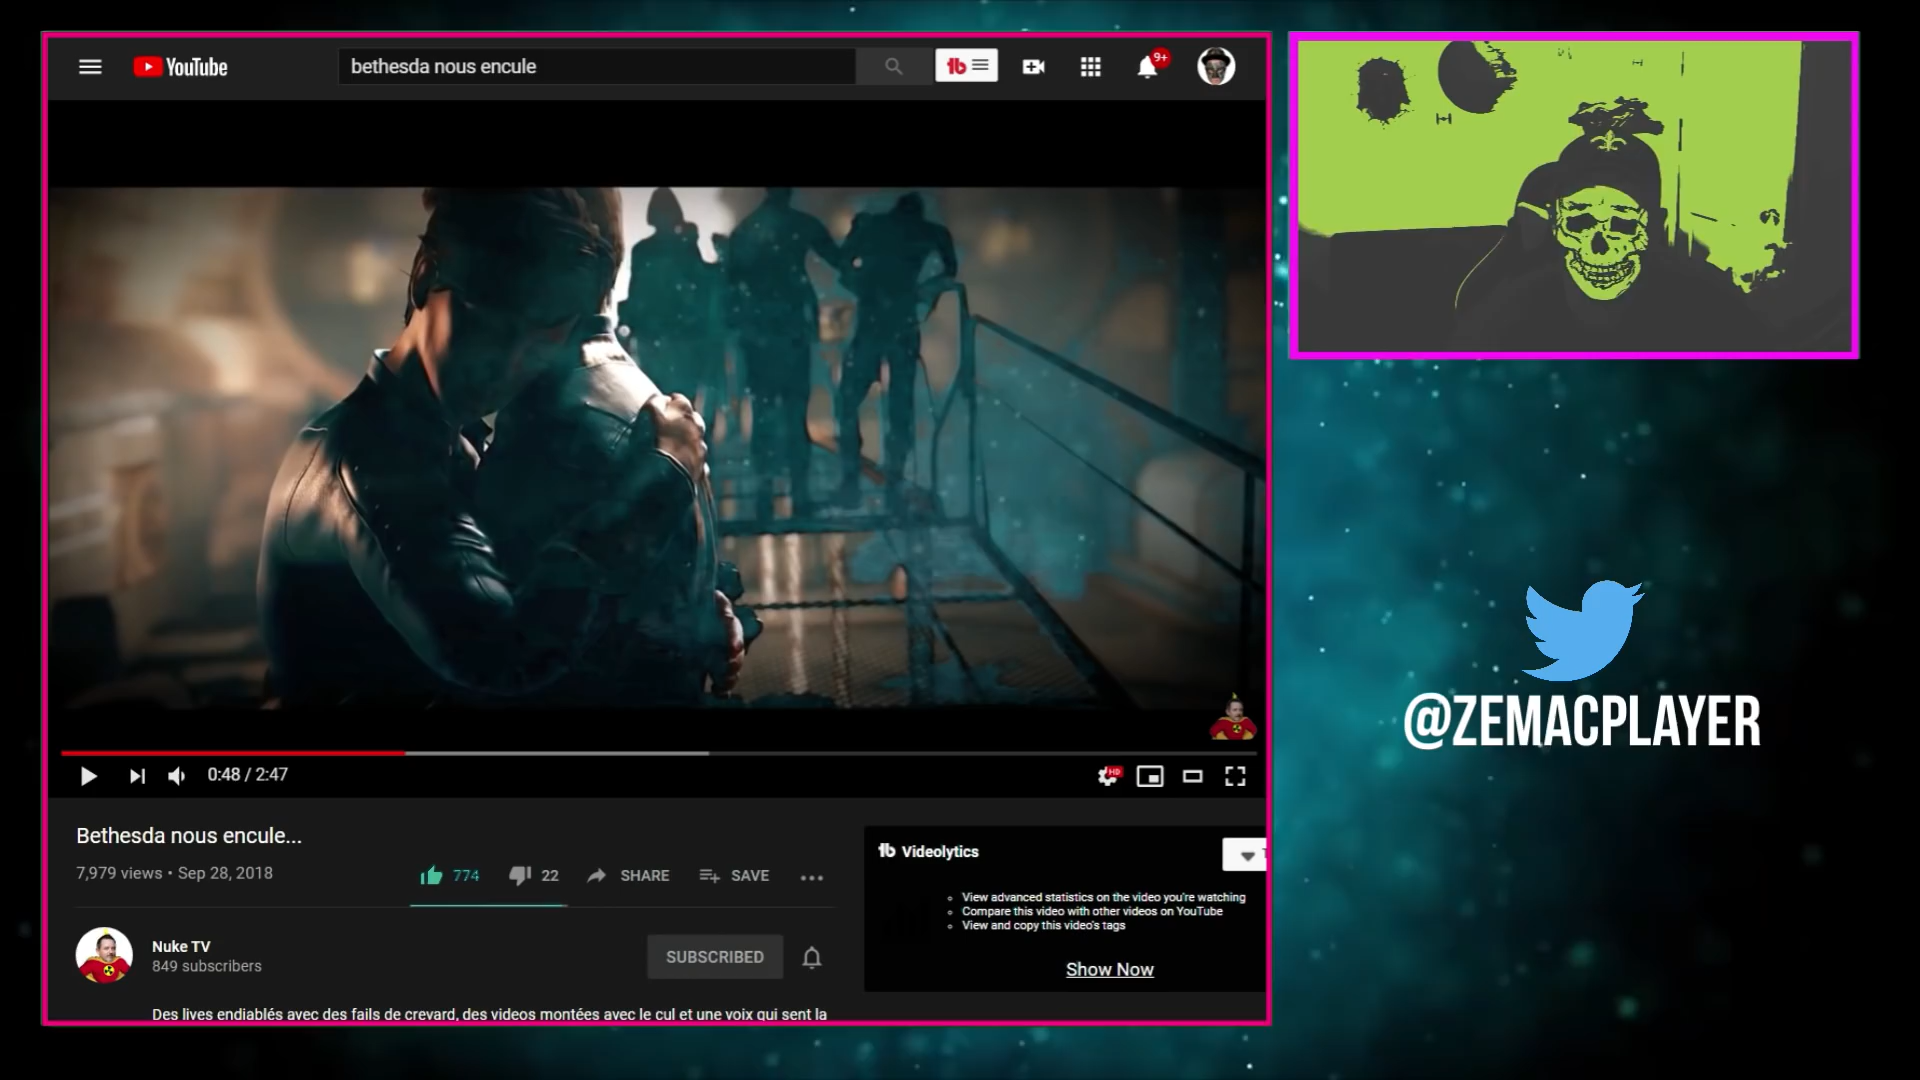 YouTube
bethesda nous encule
9+
0:48 / 2:47
HD
Bethesda nous encule...
7,979 views • Sep 28, 2018
774
22
SHARE
SAVE
Nuke TV
849 subscribers
SUBSCRIBED
Des lives endiablés avec des fails de crevard, des videos montées avec le cul et une voix qui sent la
Videolytics
View advanced statistics on the video you're watching
Compare this video with other videos on YouTube
View and copy this video's tags
Show Now
@ZEMACPLAYER